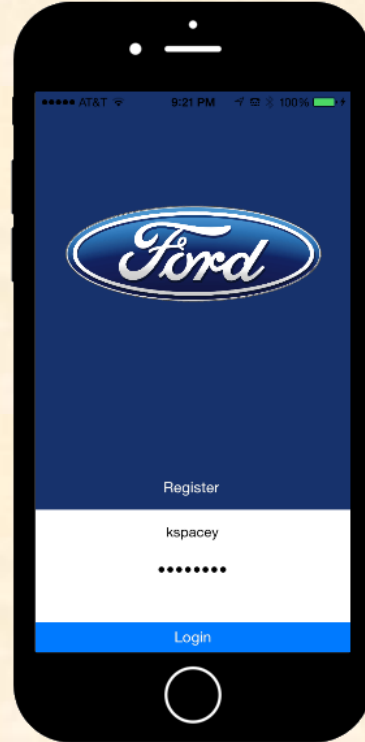 AT&T 9:21 PM 100%
Ford
Register
kspacey
••••••••
Login